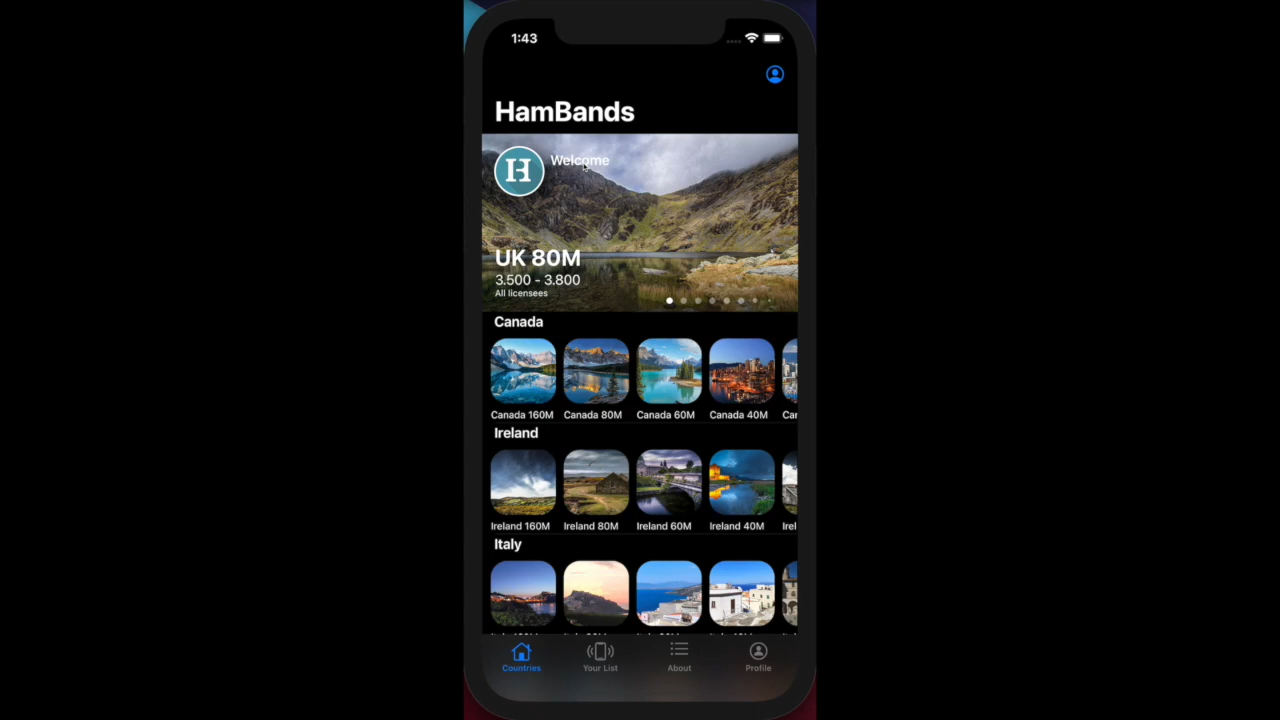 1:43
HamBands
H
Welcome
UK 80M
3.500 - 3.800
All licensees
Canada
Canada 160M Canada 80M Canada 60M Canada 40M
Ireland
Ireland 160M Ireland 80M Ireland 60M Ireland 40M
Italy
Countries Your List About Profile